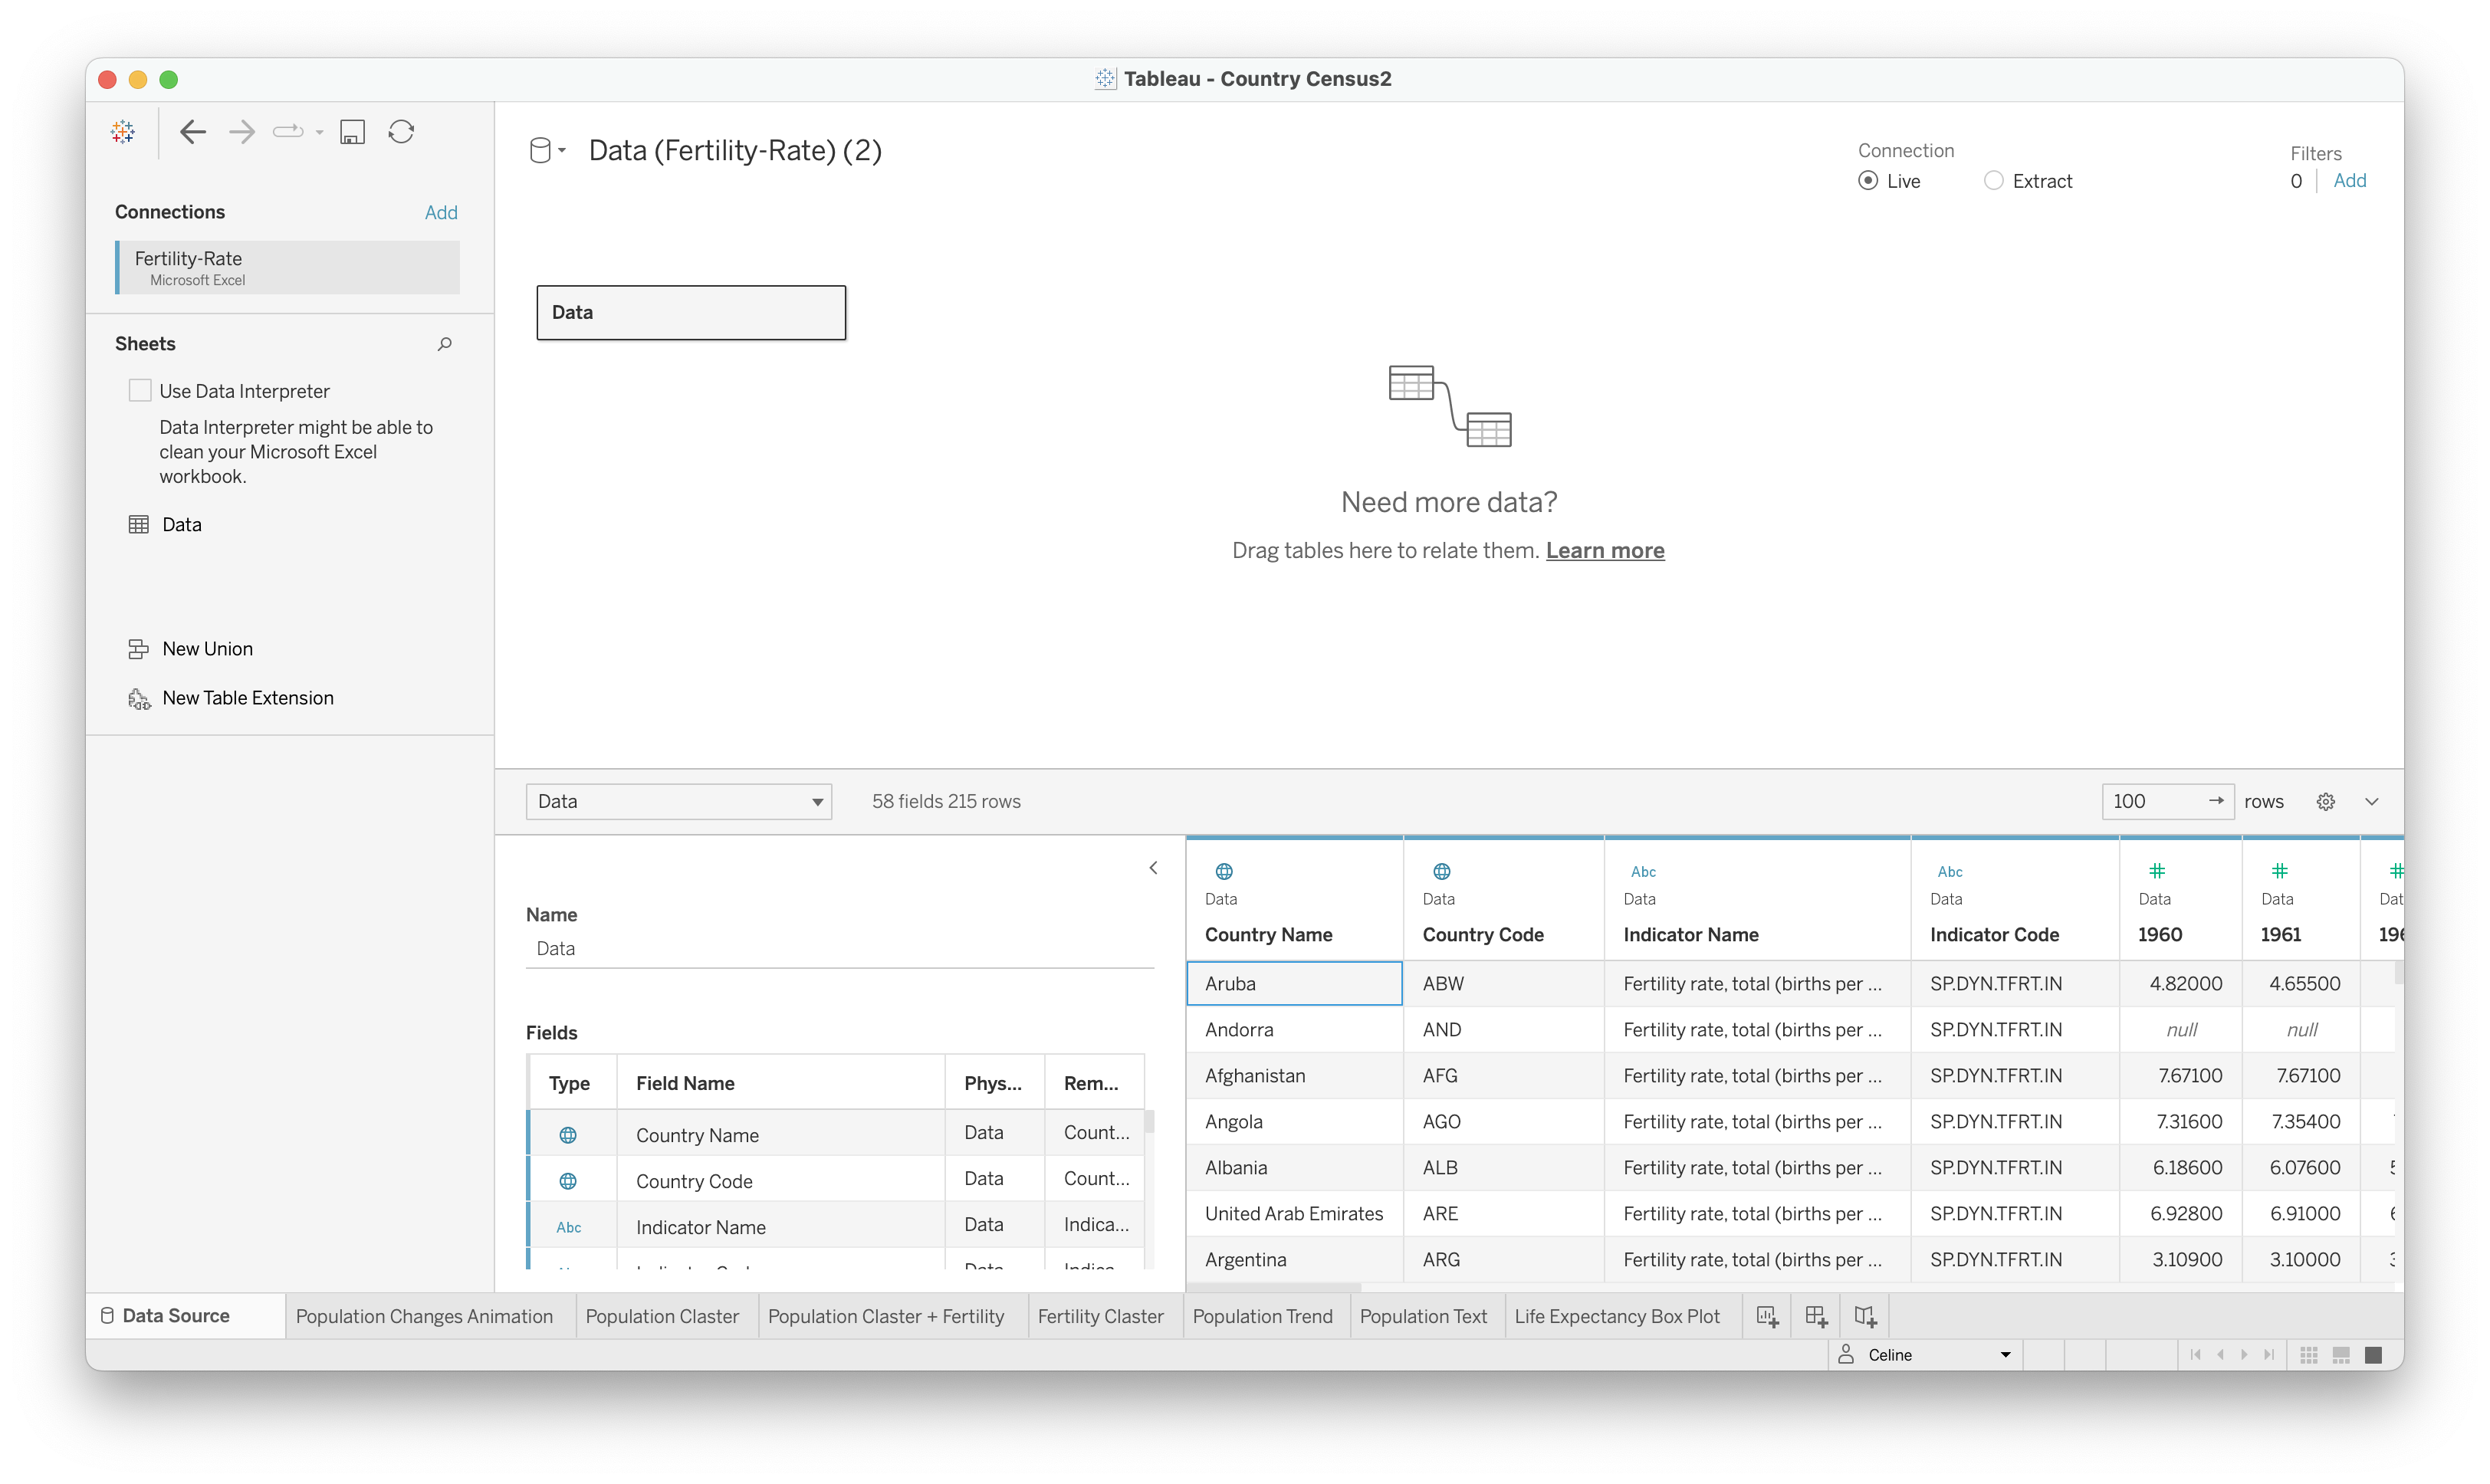 Tableau - Country Census2
Connections
Add
Fertility-Rate
Microsoft Excel
Sheets
Use Data Interpreter
Data Interpreter might be able to
clean your Microsoft Excel
workbook.
Data
New Union
New Table Extension
Data (Fertility-Rate) (2)
Connection
Live
Extract
Filters
0
Add
Data
Need more data?
Drag tables here to relate them. Learn more
Data
58 fields 215 rows
100
rows
Name
Data
Fields
Type Field Name Phys... Rem...
Country Name Data Count...
Country Code Data Count...
Abc Indicator Name Data Indica...
Abc Abc
Data Data Data Data Data Data
Country Name Country Code Indicator Name Indicator Code 1960 1961
Aruba ABW Fertility rate, total (births per ... SP.DYN.TFRT.IN 4.82000 4.65500
Andorra AND Fertility rate, total (births per ... SP.DYN.TFRT.IN null null
Afghanistan AFG Fertility rate, total (births per ... SP.DYN.TFRT.IN 7.67100 7.67100
Angola AGO Fertility rate, total (births per ... SP.DYN.TFRT.IN 7.31600 7.35400
Albania ALB Fertility rate, total (births per ... SP.DYN.TFRT.IN 6.18600 6.07600
United Arab Emirates ARE Fertility rate, total (births per ... SP.DYN.TFRT.IN 6.92800 6.91000
Argentina ARG Fertility rate, total (births per ... SP.DYN.TFRT.IN 3.10900 3.10000
Data Source
Population Changes Animation
Population Claster
Population Claster + Fertility
Fertility Claster
Population Trend
Population Text
Life Expectancy Box Plot
Celine